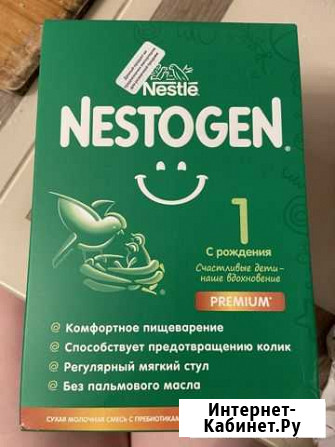 Nestlé
NESTOGEN®
1
С рождения
Счастливые дети–
наше вдохновение
PREMIUM*
Комфортное пищеварение
Способствует предотвращению колик
Регулярный мягкий стул
Без пальмового масла
СУХАЯ МОЛОЧНАЯ СМЕСЬ С ПРЕБИОТИКАМИ
Интернет-
Кабинет.Ру